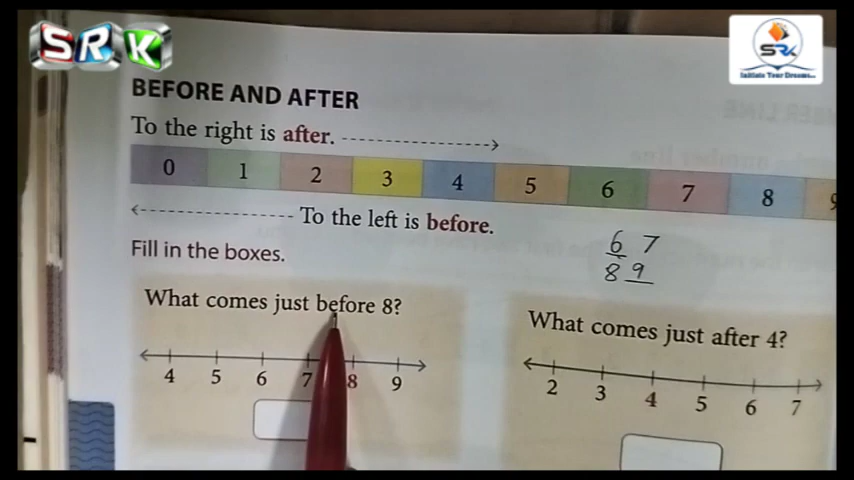 SRK
SRK
Initiate Your Dreams...
BEFORE AND AFTER
To the right is after.
0 1 2 3 4 5 6 7 8 9
To the left is before.
6 7
8 9
Fill in the boxes.
What comes just before 8?
4 5 6 7 8 9
What comes just after 4?
2 3 4 5 6 7